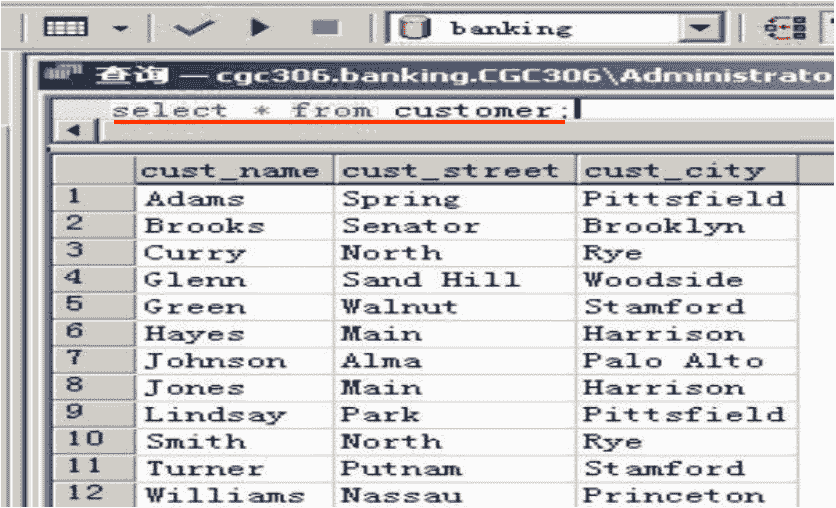 banking
查询 — cgc306.banking.CGC306\Administrato
select * from customer;
cust_name cust_street cust_city
1 Adams Spring Pittsfield
2 Brooks Senator Brooklyn
3 Curry North Rye
4 Glenn Sand Hill Woodside
5 Green Walnut Stamford
6 Hayes Main Harrison
7 Johnson Alma Palo Alto
8 Jones Main Harrison
9 Lindsay Park Pittsfield
10 Smith North Rye
11 Turner Putnam Stamford
12 Williams Nassau Princeton